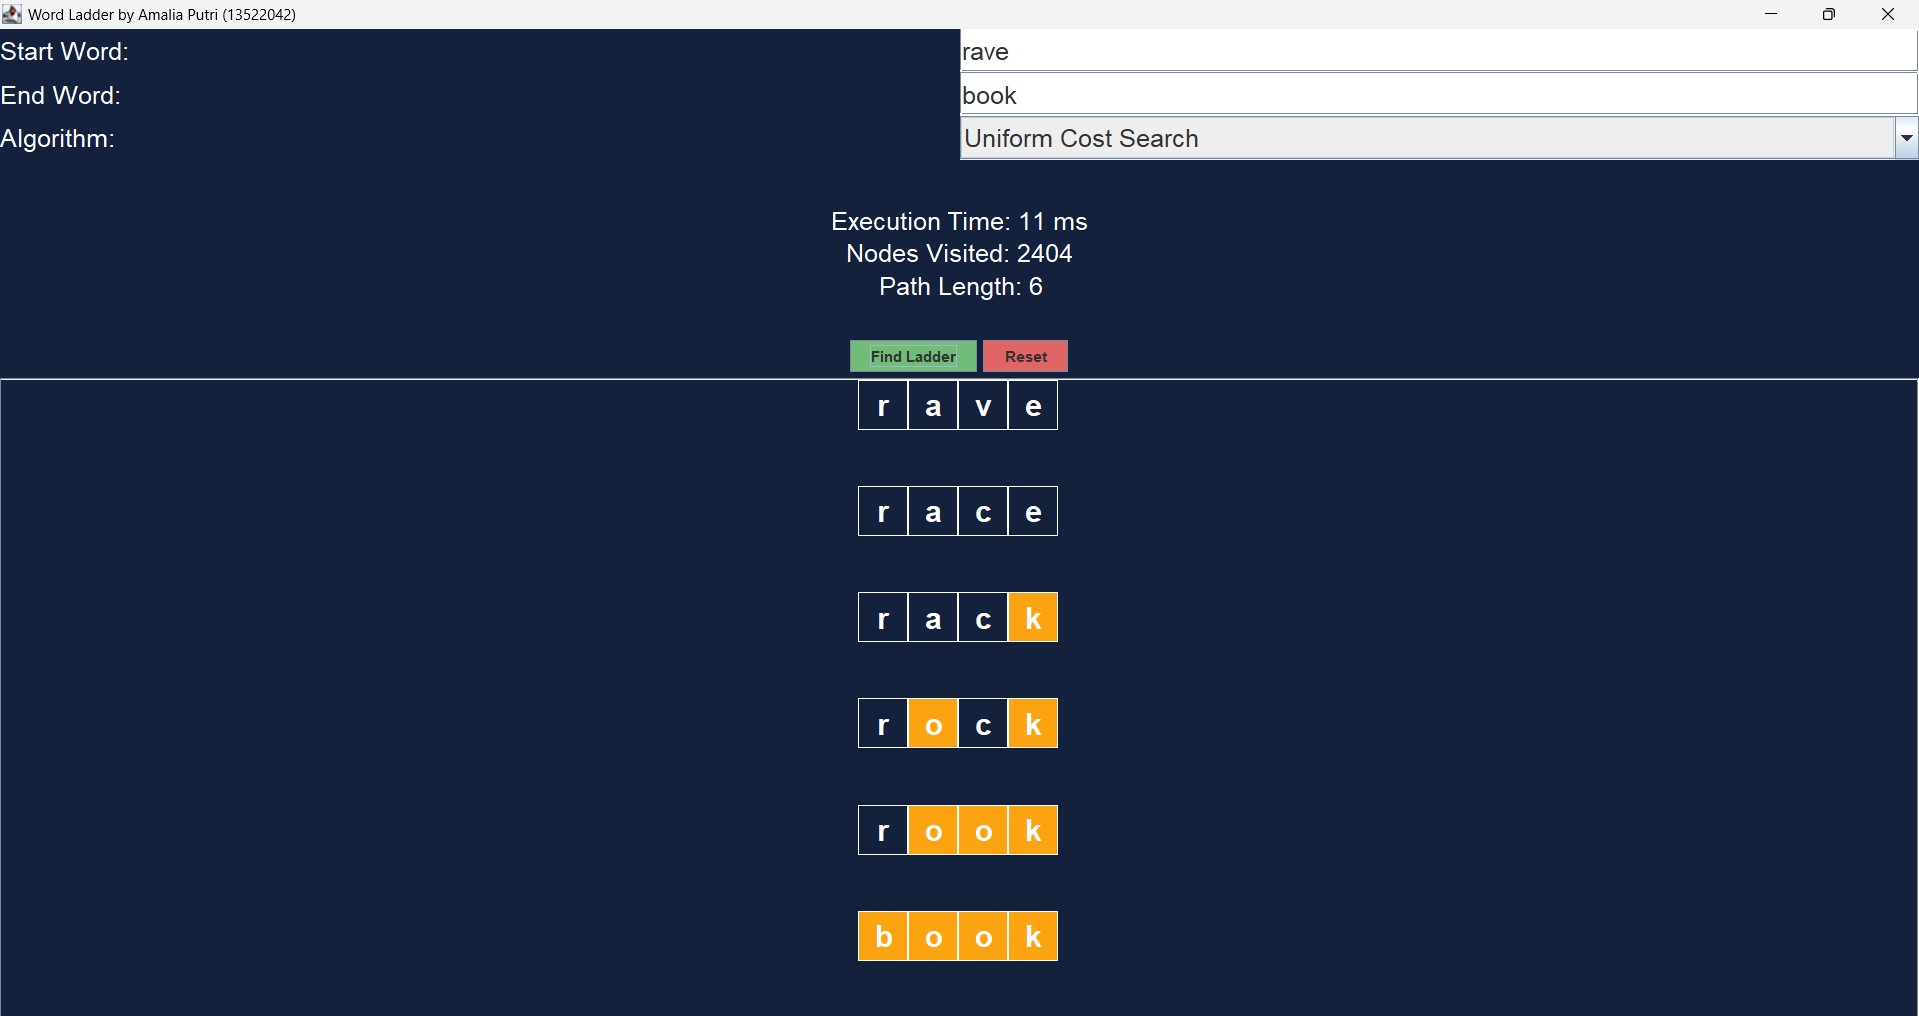 Word Ladder by Amalia Putri (13522042)
Start Word: rave
End Word: book
Algorithm: Uniform Cost Search
Execution Time: 11 ms
Nodes Visited: 2404
Path Length: 6
Find Ladder Reset
r a v e
r a c e
r a c k
r o c k
r o o k
b o o k